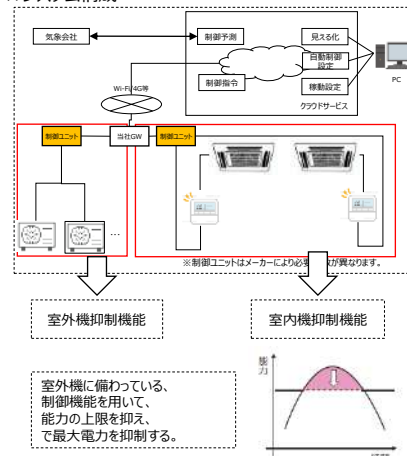 気象会社
制御予測
見える化
自動制御
設定
制御指令
稼動設定
PC
クラウドサービス
Wi-Fi/4G等
制御ユニット
当社GW
制御ユニット
…
※制御ユニットはメーカーにより必要 が異なります。
室外機抑制機能
室内機抑制機能
室外機に備わっている、
制御機能を用いて、
能力の上限を抑え、
で最大電力を抑制する。
能力